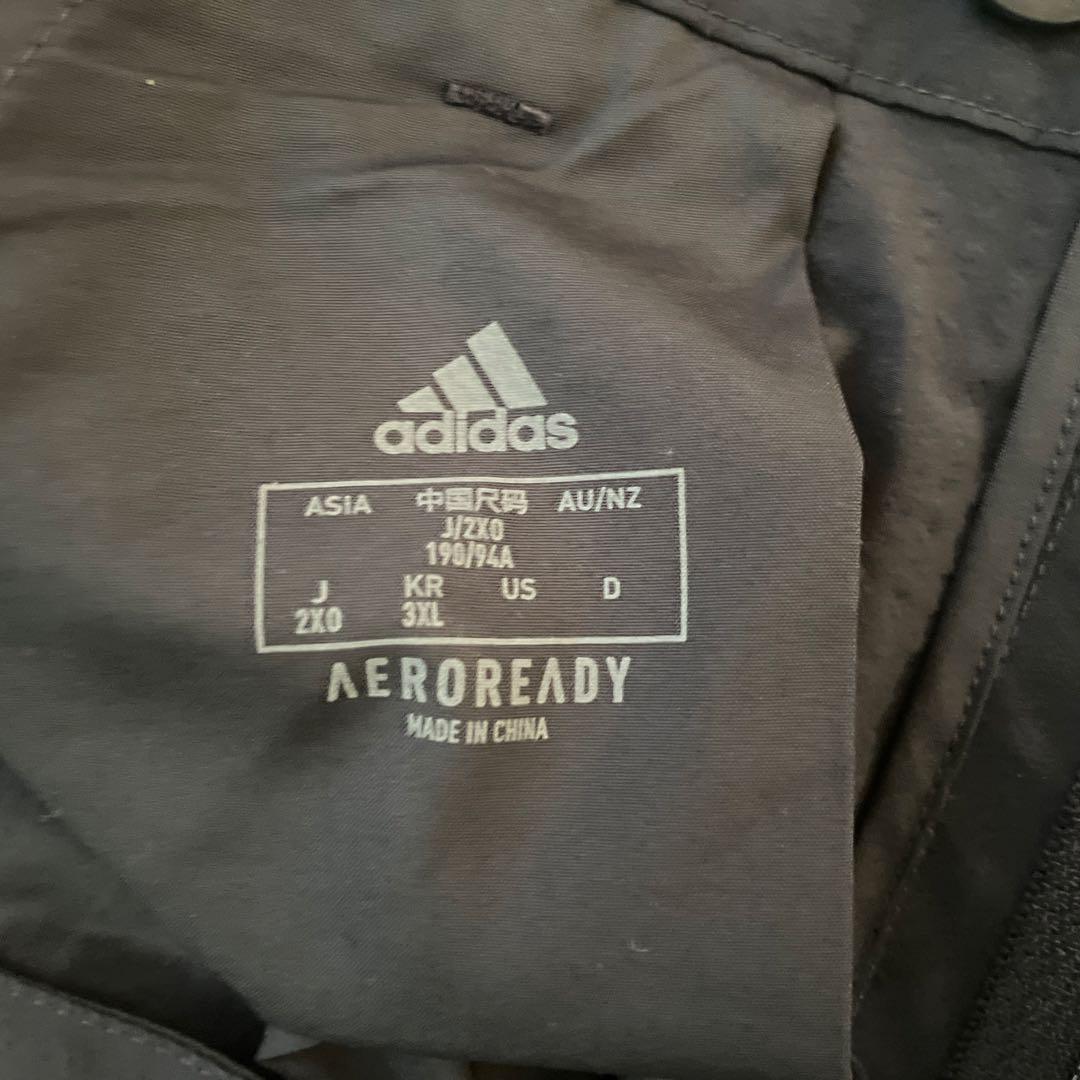 adidas
ASIA 中国尺码 AU/NZ
J/2XO
190/94A
J KR US D
2XO 3XL
AEROREADY
MADE IN CHINA